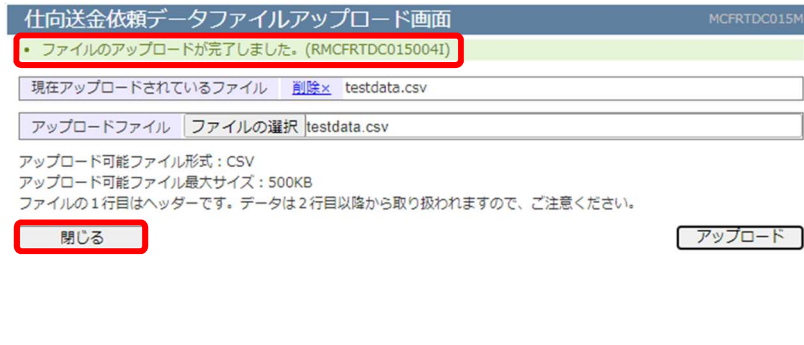 仕向送金依頼データファイルアップロード画面 MCFRTDC015M
• ファイルのアップロードが完了しました。(RMCFRTDC015004I)
現在アップロードされているファイル 削除× testdata.csv
アップロードファイル ファイルの選択 testdata.csv
アップロード可能ファイル形式：CSV
アップロード可能ファイル最大サイズ：500KB
ファイルの１行目はヘッダーです。データは２行目以降から取り扱われますので、ご注意ください。
閉じる アップロード